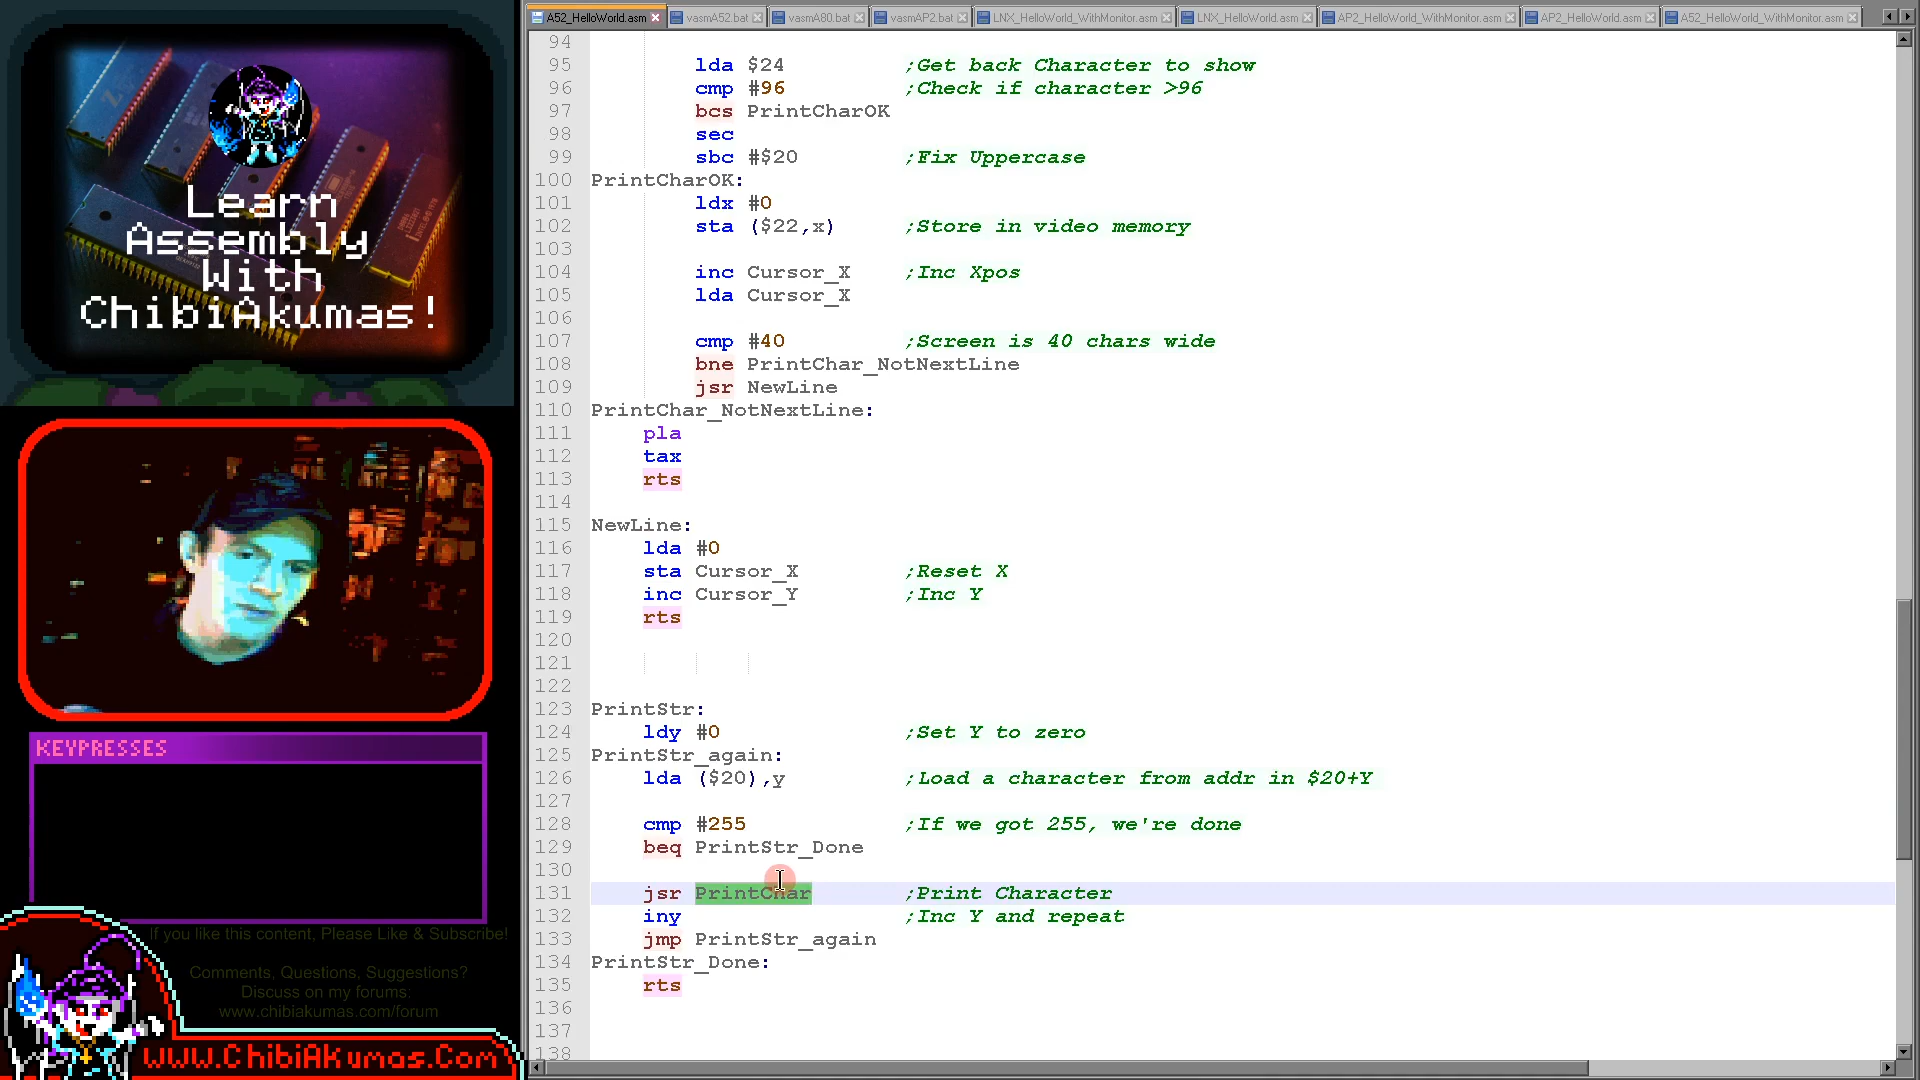 Learn
Assembly
With
ChibiAkumas!
KEYPRESSES
If you like this content, Please Like & Subscribe!
Comments, Questions, Suggestions?
Discuss on my forums:
www.chibiakumas.com/forum
WWW.ChibiAkumas.Com
A52_HelloWorld.asm
vasmA52.bat
vasmA80.bat
vasmAP2.bat
LNX_HelloWorld_WithMonitor.asm
LNX_HelloWorld.asm
AP2_HelloWorld_WithMonitor.asm
AP2_HelloWorld.asm
A52_HelloWorld_WithMonitor.asm
94
95 lda $24 ;Get back Character to show
96 cmp #96 ;Check if character >96
97 bcs PrintCharOK
98 sec
99 sbc #$20 ;Fix Uppercase
100 PrintCharOK:
101 ldx #0
102 sta ($22,x) ;Store in video memory
103
104 inc Cursor_X ;Inc Xpos
105 lda Cursor_X
106
107 cmp #40 ;Screen is 40 chars wide
108 bne PrintChar_NotNextLine
109 jsr NewLine
110 PrintChar_NotNextLine:
111 pla
112 tax
113 rts
114
115 NewLine:
116 lda #0
117 sta Cursor_X ;Reset X
118 inc Cursor_Y ;Inc Y
119 rts
120
121
122
123 PrintStr:
124 ldy #0 ;Set Y to zero
125 PrintStr_again:
126 lda ($20),y ;Load a character from addr in $20+Y
127
128 cmp #255 ;If we got 255, we're done
129 beq PrintStr_Done
130
131 jsr PrintChar ;Print Character
132 iny ;Inc Y and repeat
133 jmp PrintStr_again
134 PrintStr_Done:
135 rts
136
137
138